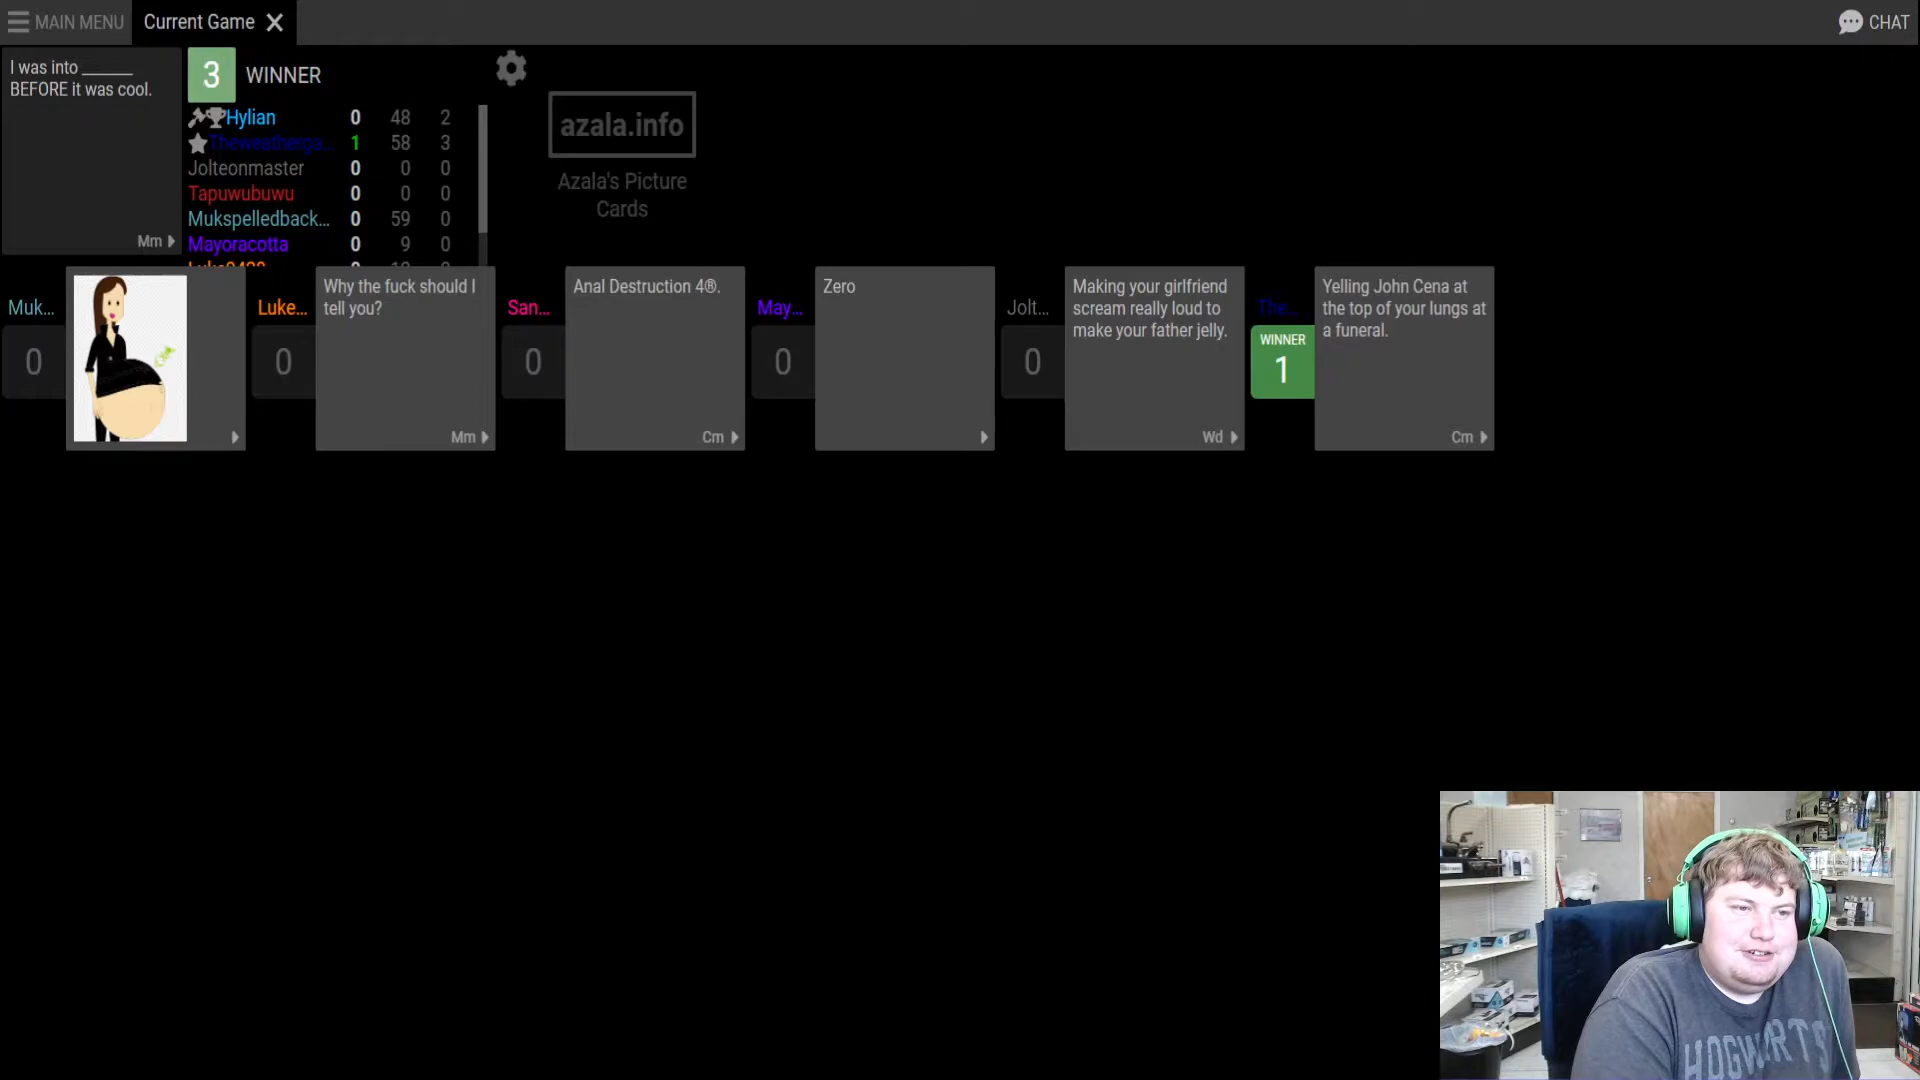 MAIN MENU
Current Game
CHAT
I was into ______
BEFORE it was cool.
Mm
3 WINNER
Hylian 0 48 2
Theweatherga... 1 58 3
Jolteonmaster 0 0 0
Tapuwubuwu 0 0 0
Mukspelledback... 0 59 0
Mayoracotta 0 9 0
azala.info
Azala's Picture
Cards
Muk...
0
Luke...
0
Why the fuck should I
tell you?
Mm
San...
0
Anal Destruction 4®.
Cm
May...
0
Zero
Jolt...
0
Making your girlfriend
scream really loud to
make your father jelly.
Wd
The...
WINNER
1
Yelling John Cena at
the top of your lungs at
a funeral.
Cm
HOGWARTS